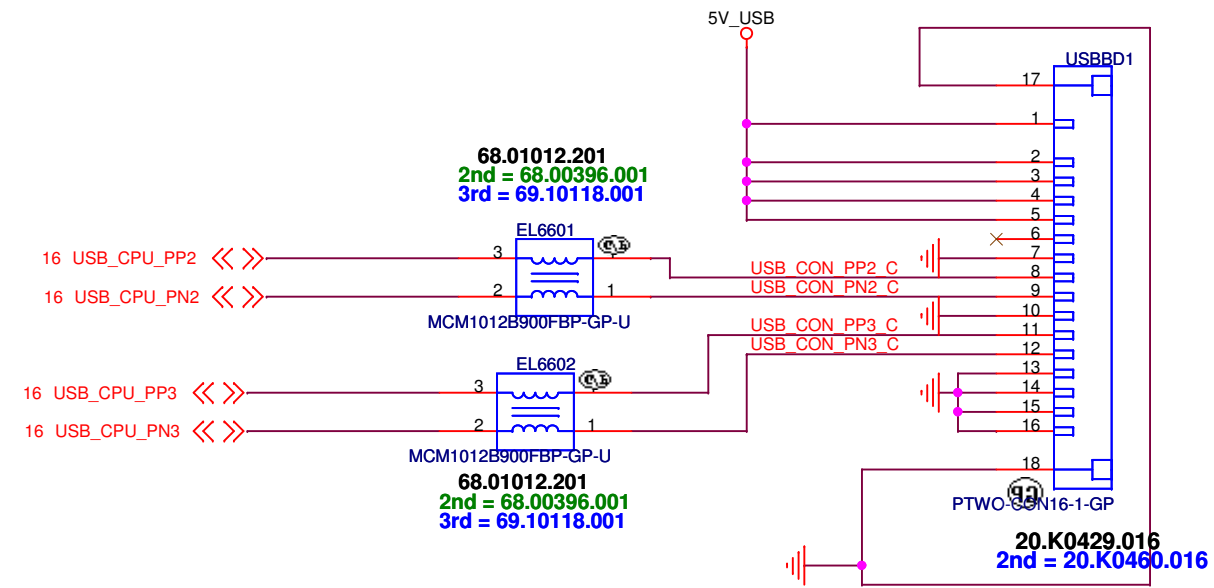 5V_USB
USBBD1
17
1
2
3
4
5
6
7
8
9
10
11
12
13
14
15
16
18
68.01012.201
2nd = 68.00396.001
3rd = 69.10118.001
EL6601
16 USB_CPU_PP2
3
16 USB_CPU_PN2
2
1
MCM1012B900FBP-GP-U
USB_CON_PP2_C
USB_CON_PN2_C
USB_CON_PP3_C
USB_CON_PN3_C
EL6602
16 USB_CPU_PP3
3
16 USB_CPU_PN3
2
1
MCM1012B900FBP-GP-U
68.01012.201
2nd = 68.00396.001
3rd = 69.10118.001
PTWO-CON16-1-GP
20.K0429.016
2nd = 20.K0460.016